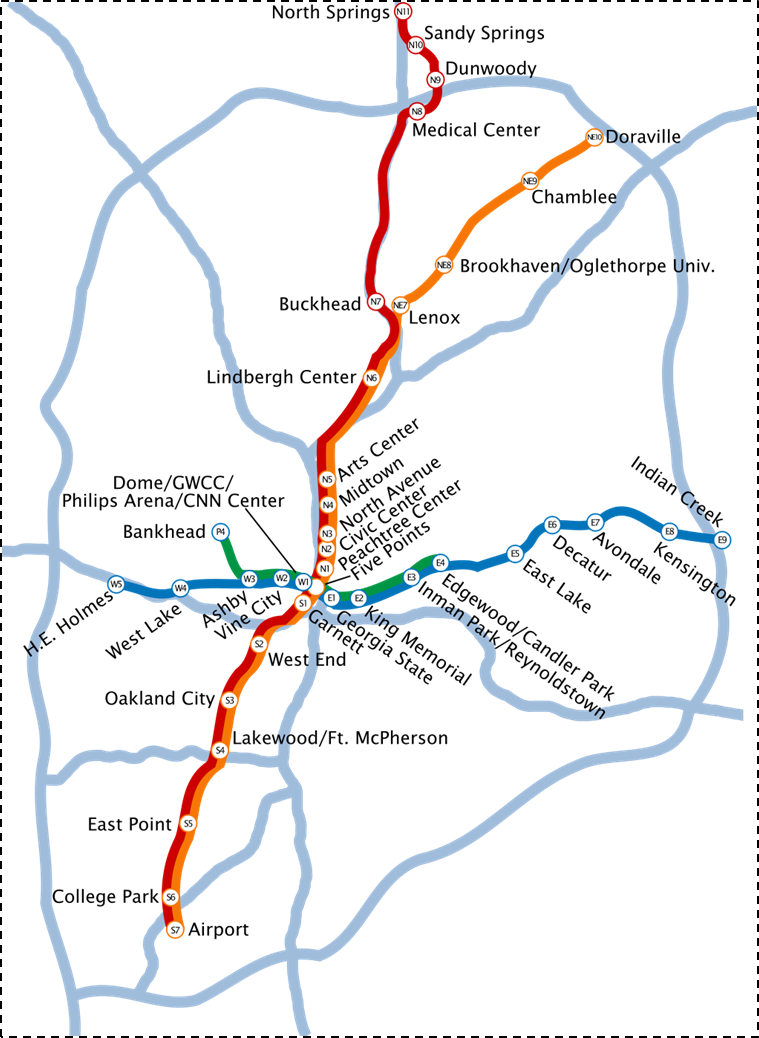 North Springs
N11
Sandy Springs
N10
Dunwoody
N9
N8
Medical Center
NE10
Doraville
NE9
Chamblee
NE8
Brookhaven/Oglethorpe Univ.
Buckhead
N7
NE7
Lenox
Lindbergh Center
N6
N5
Arts Center
N4
Midtown
N3
North Avenue
N2
Civic Center
N1
Peachtree Center
Five Points
Dome/GWCC/
Philips Arena/CNN Center
Bankhead
P4
H.E. Holmes
W5
West Lake
W4
Ashby
W3
Vine City
W2
W1
S1
Garnett
E1
Georgia State
E2
King Memorial
E3
Inman Park/Reynoldstown
E4
Edgewood/Candler Park
E5
East Lake
E6
Decatur
E7
Avondale
E8
Kensington
Indian Creek
E9
S2
West End
Oakland City
S3
Lakewood/Ft. McPherson
S4
East Point
S5
College Park
S6
S7
Airport